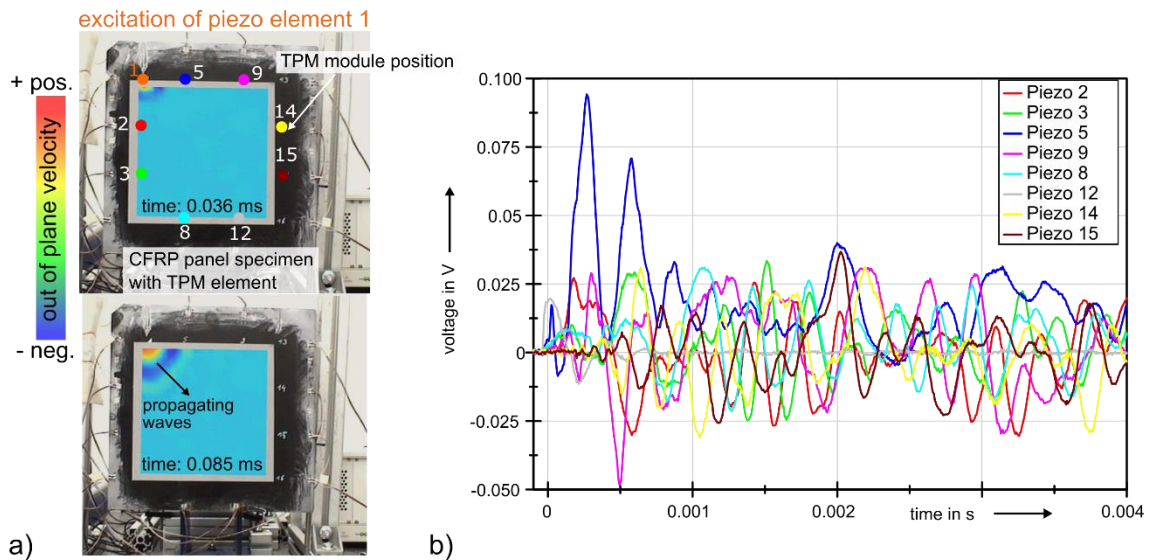 excitation of piezo element 1
+ pos.
out of plane velocity
- neg.
1
5
9
TPM module position
2
14
3
15
time: 0.036 ms
8
12
CFRP panel specimen
with TPM element
propagating
waves
time: 0.085 ms
14
15
a)
voltage in V
0.100
0.075
0.050
0.025
0
-0.025
-0.050
Piezo 2
Piezo 3
Piezo 5
Piezo 9
Piezo 8
Piezo 12
Piezo 14
Piezo 15
0
0.001
0.002
0.003
0.004
time in s
b)